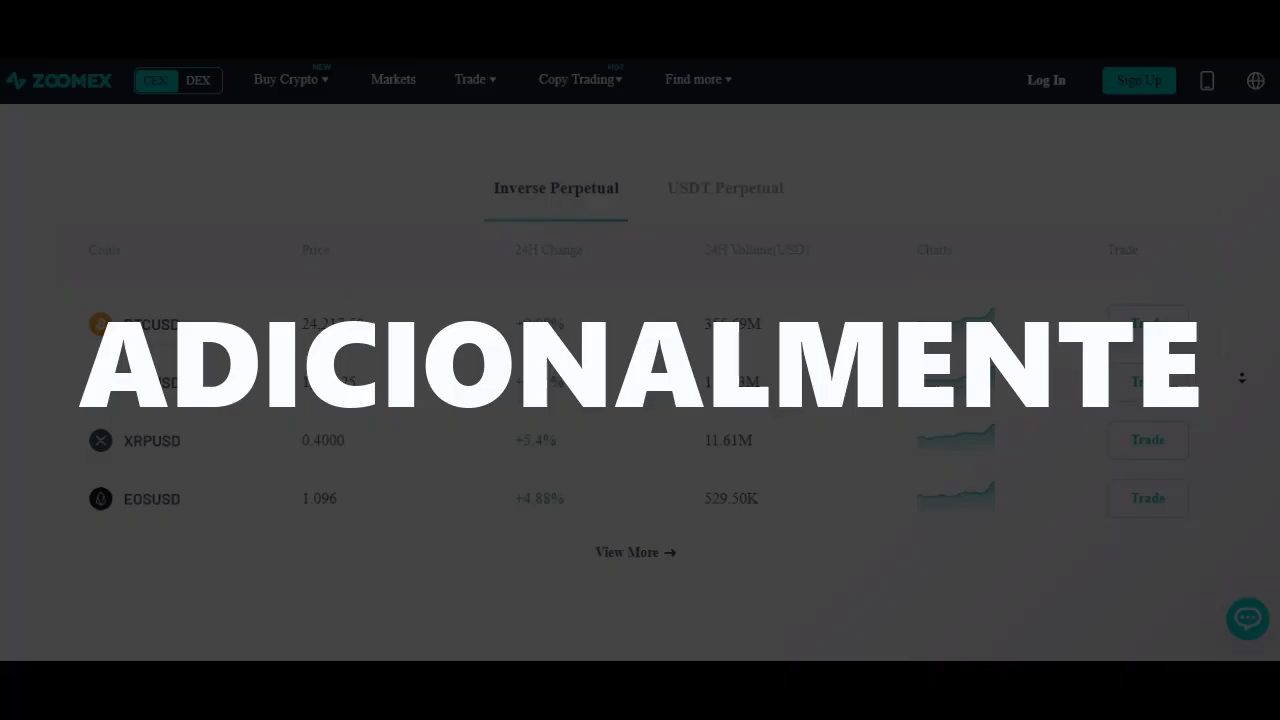 NEW HOT
ZOOMEX CEX DEX Buy Crypto Markets Trade Copy Trading Find more Log In Sign Up
Inverse Perpetual USDT Perpetual
Coins Price 24H Change 24H Volume(USD) Charts Trade
ADICIONALMENTE
XRPUSD 0.4000 +5.4% 11.61M Trade
EOSUSD 1.096 +4.88% 529.50K Trade
View More →